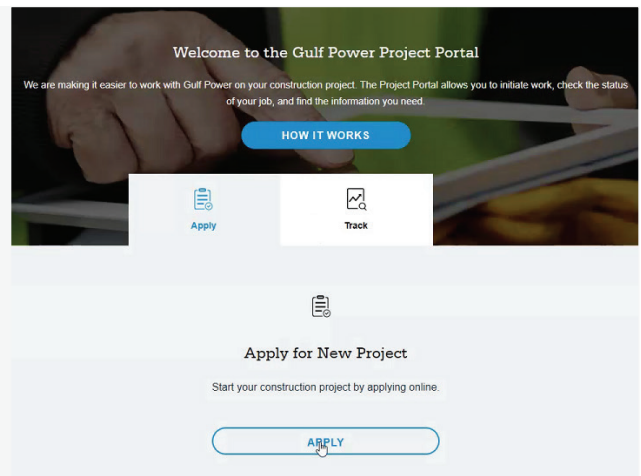 Welcome to the Gulf Power Project Portal
We are making it easier to work with Gulf Power on your construction project. The Project Portal allows you to initiate work, check the status
of your job, and find the information you need.
HOW IT WORKS
Apply
Track
Apply for New Project
Start your construction project by applying online.
APPLY